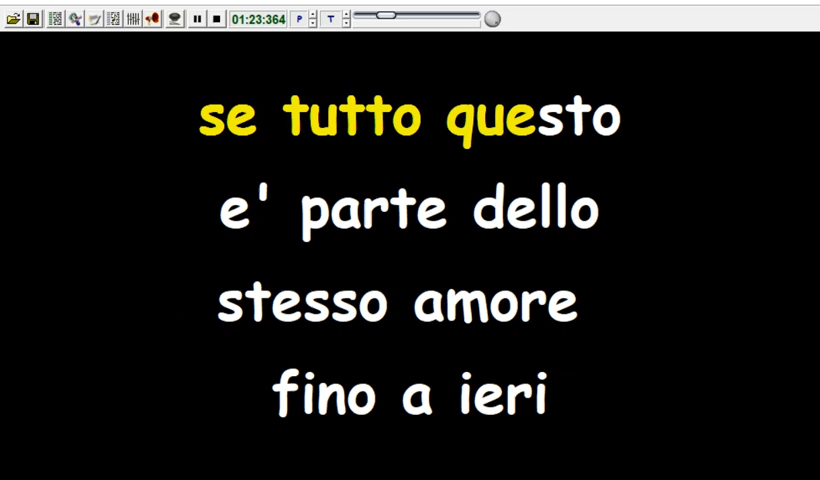 01:23:364 P T
se tutto questo
e' parte dello
stesso amore
fino a ieri